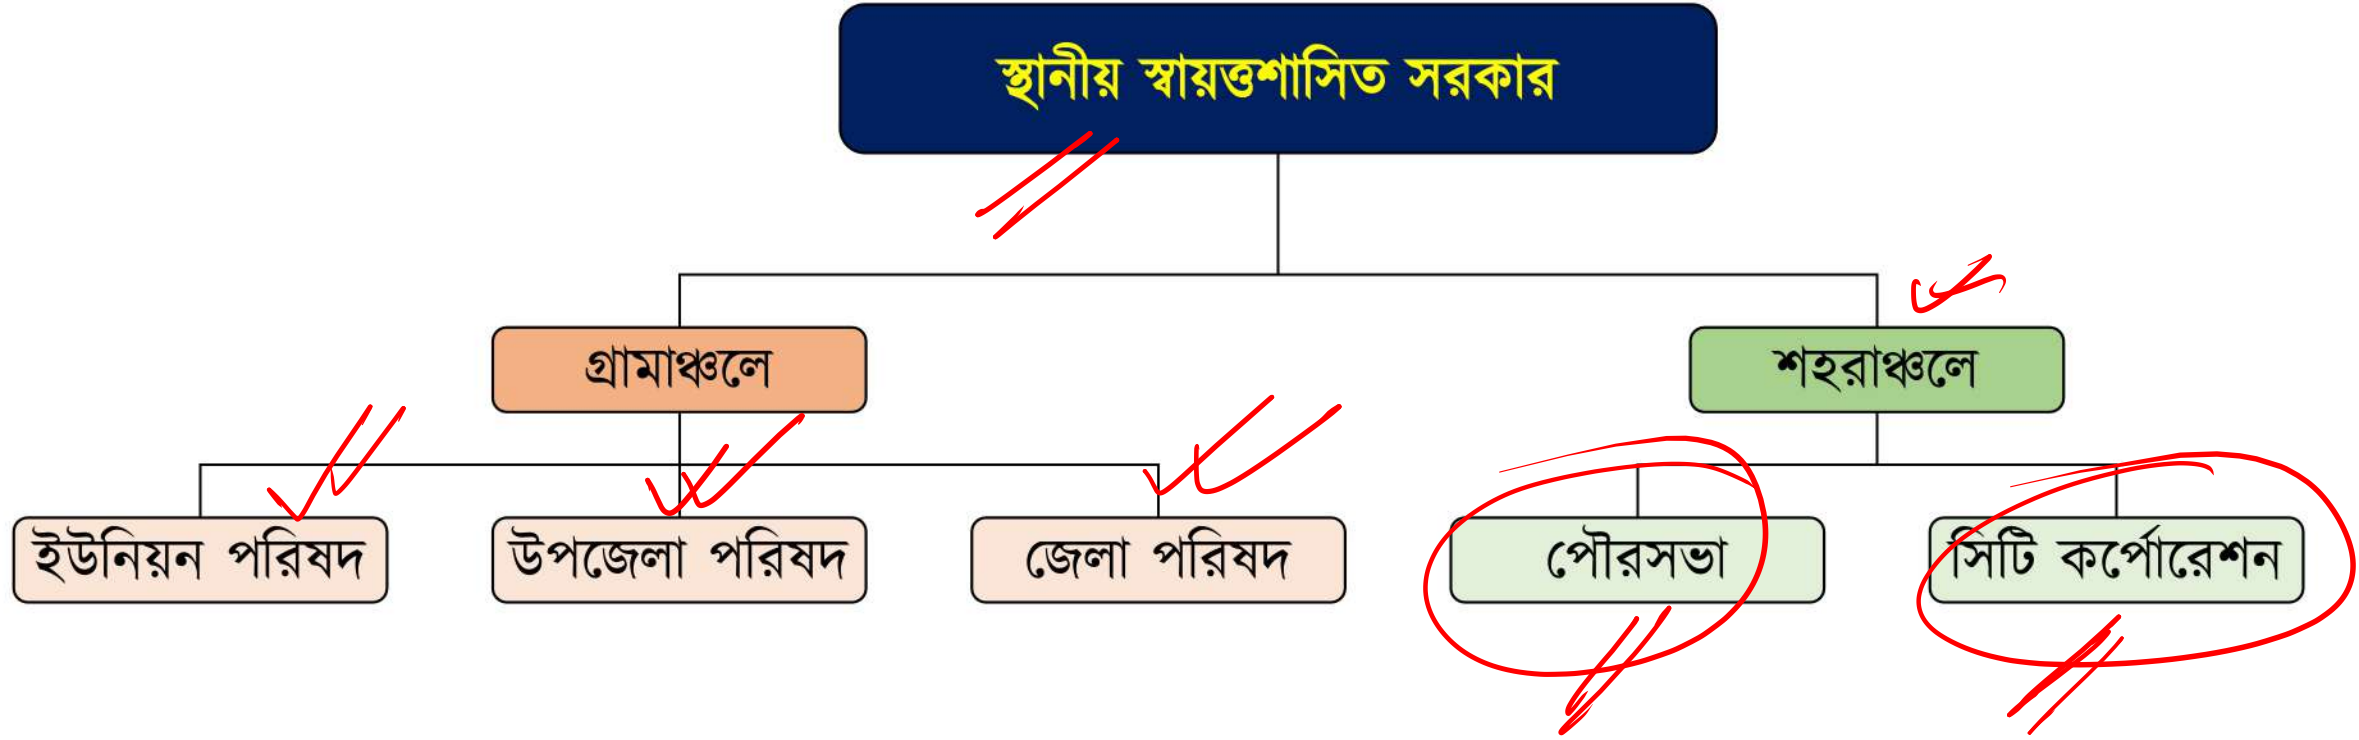 স্থানীয় স্বায়ত্তশাসিত সরকার
গ্রামাঞ্চলে
শহরাঞ্চলে
ইউনিয়ন পরিষদ
উপজেলা পরিষদ
জেলা পরিষদ
পৌরসভা
সিটি কর্পোরেশন